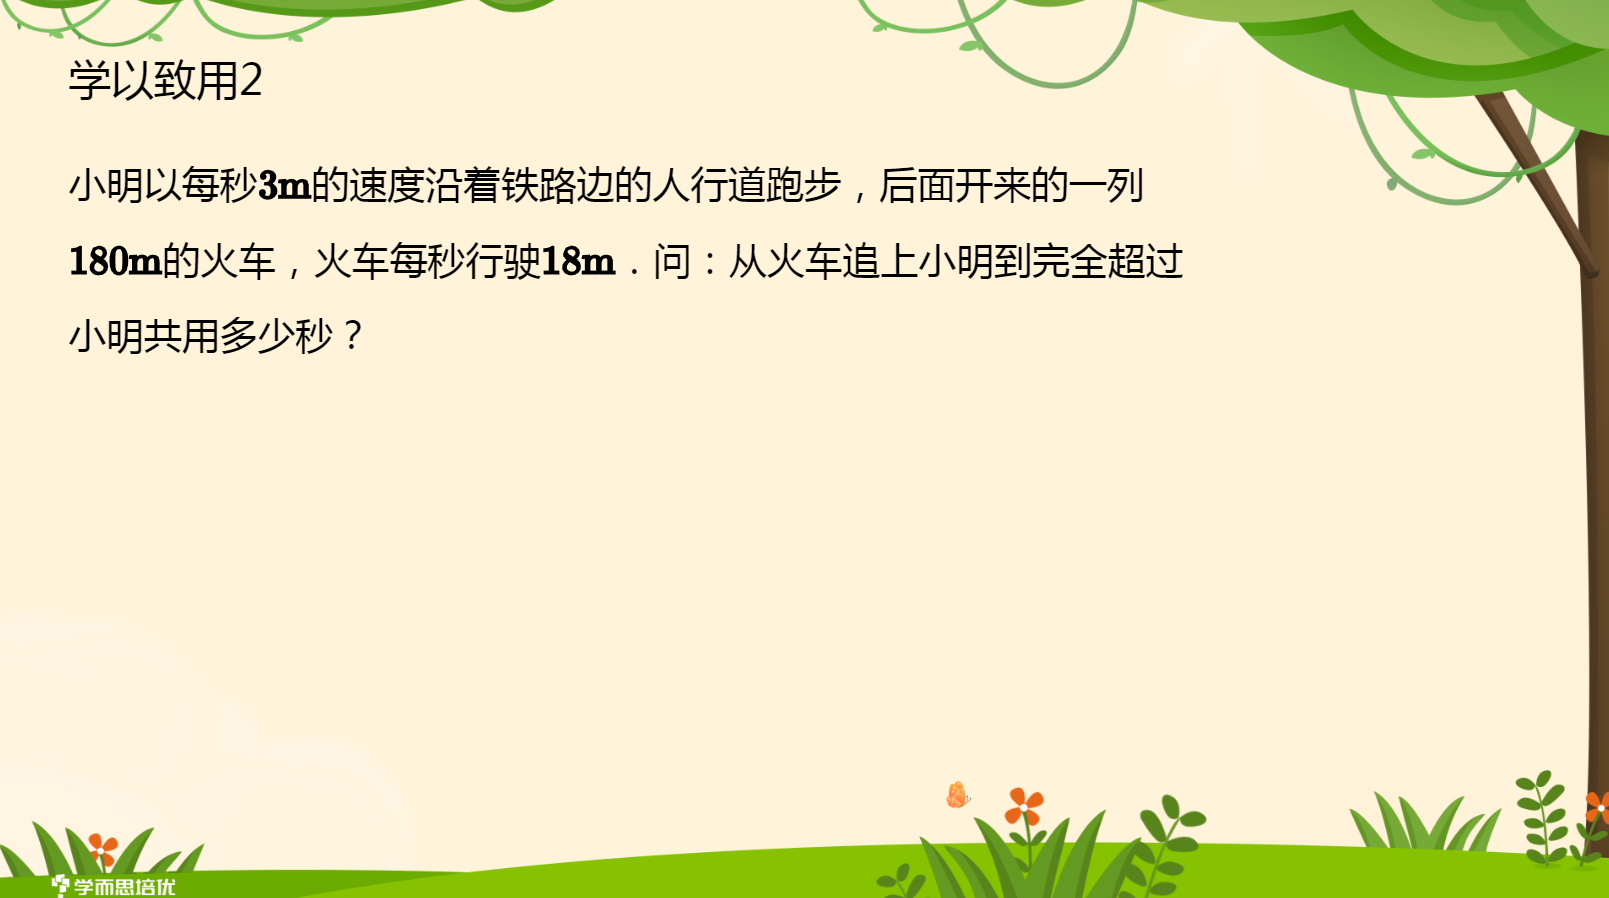 学以致用2
小明以每秒3m的速度沿着铁路边的人行道跑步，后面开来的一列
180m的火车，火车每秒行驶18m．问：从火车追上小明到完全超过
小明共用多少秒？
学而思培优